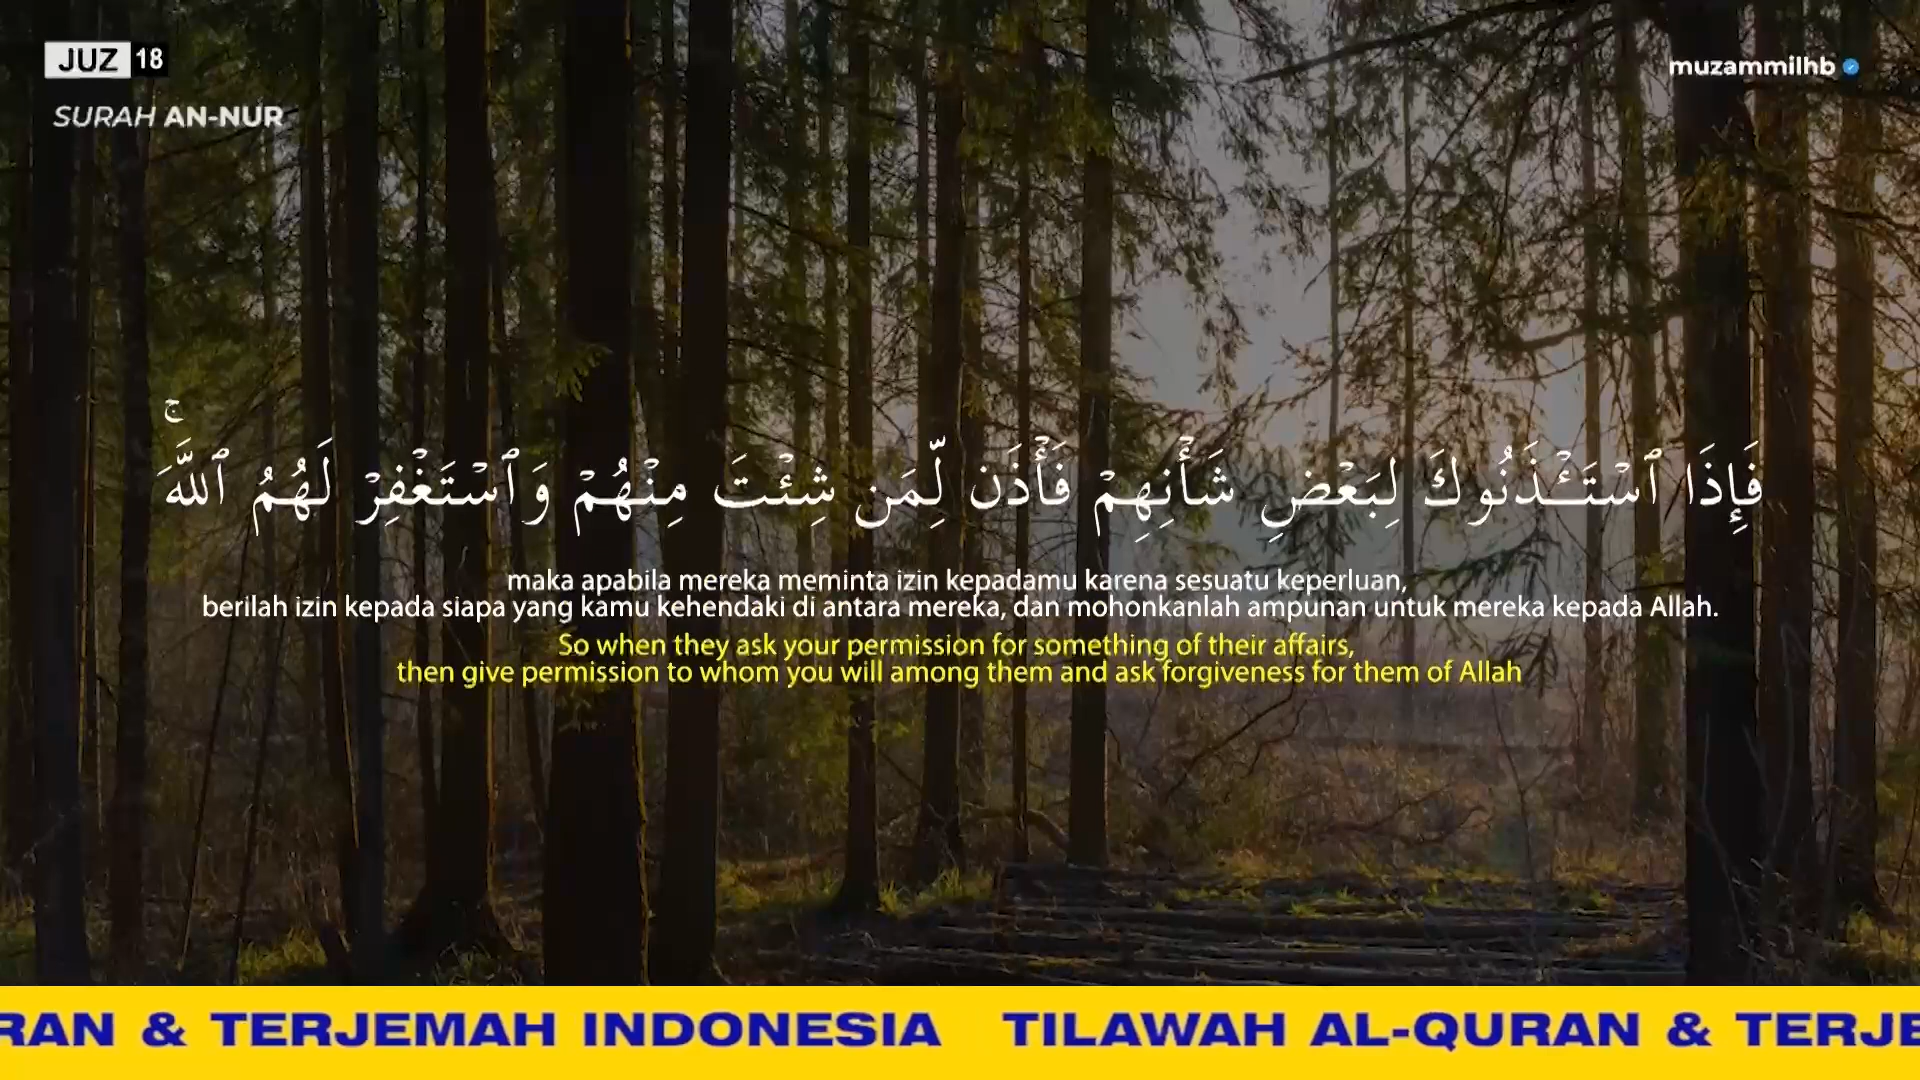 JUZ 18
muzammilhb
SURAH AN-NUR
فَإِذَا ٱسْتَـْٔذَنُوكَ لِبَعْضِ شَأْنِهِمْ فَأْذَن لِّمَن شِئْتَ مِنْهُمْ وَٱسْتَغْفِرْ لَهُمُ ٱللَّهَ ۚ
maka apabila mereka meminta izin kepadamu karena sesuatu keperluan,
berilah izin kepada siapa yang kamu kehendaki di antara mereka, dan mohonkanlah ampunan untuk mereka kepada Allah.
So when they ask your permission for something of their affairs,
then give permission to whom you will among them and ask forgiveness for them of Allah
RAN & TERJEMAH INDONESIA TILAWAH AL-QURAN & TERJE